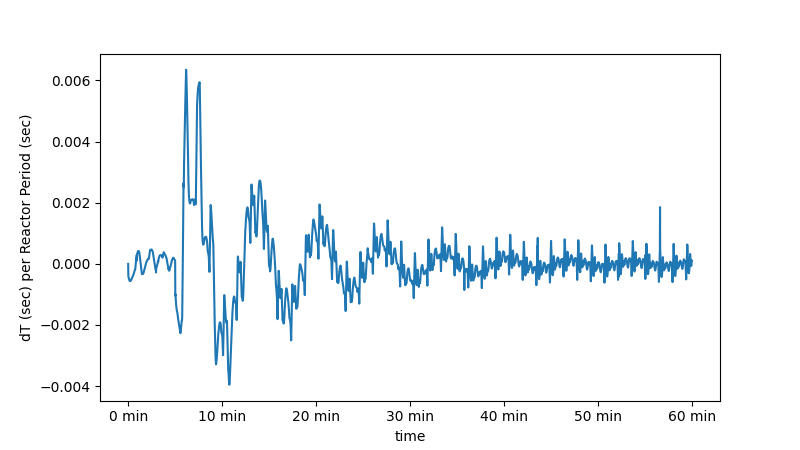 dT (sec) per Reactor Period (sec)
0.006
0.004
0.002
0.000
−0.002
−0.004
0 min 10 min 20 min 30 min 40 min 50 min 60 min
time